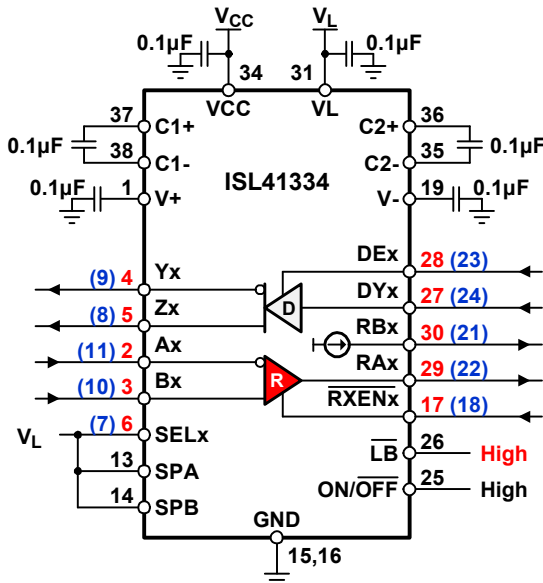 VCC VL
0.1µF 0.1µF
34 31
VCC VL
37 C1+ C2+ 36
0.1µF 0.1µF
38 C1- C2- 35
ISL41334
0.1µF 1 V+ V- 19 0.1µF
DEx 28 (23)
(9) 4 Yx
D DYx 27 (24)
(8) 5 Zx
RBx 30 (21)
(11) 2 Ax
R RAx 29 (22)
(10) 3 Bx
RXENx 17 (18)
VL (7) 6 SELx
LB 26 High
13 SPA
ON/OFF 25 High
14 SPB
GND
15,16